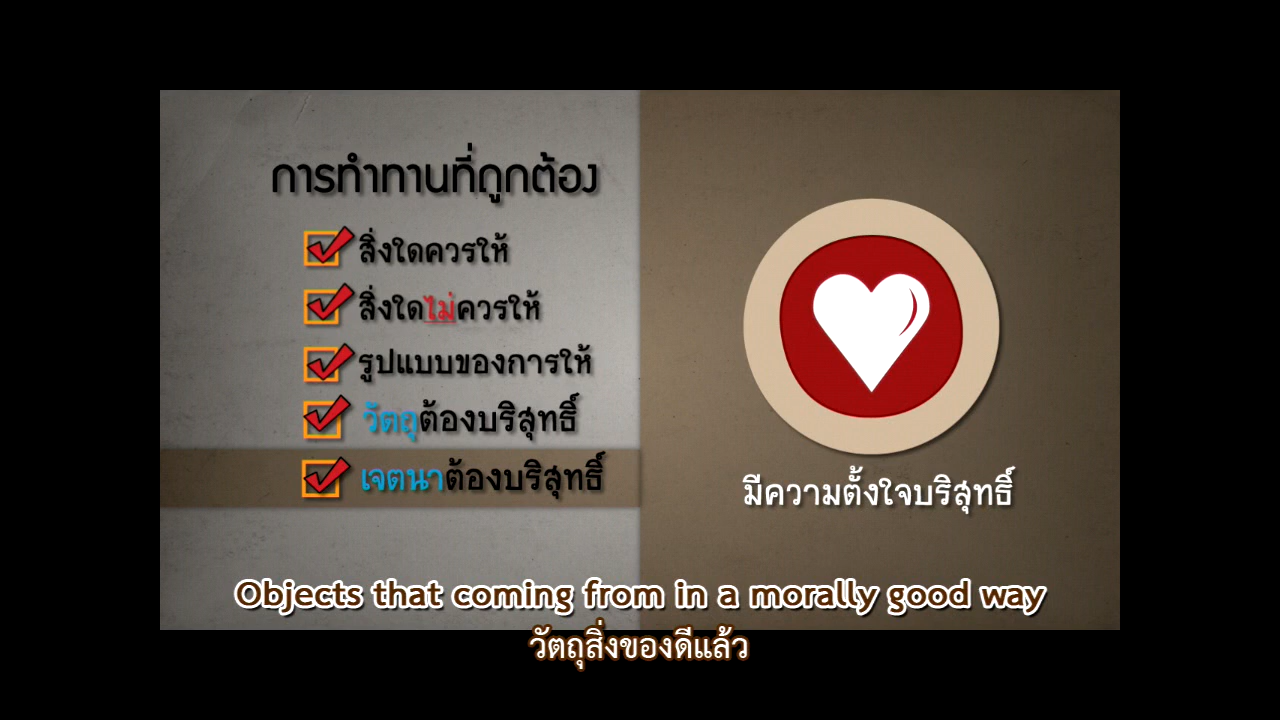 การทำทานที่ถูกต้อง
สิ่งใดควรให้
สิ่งใดไม่ควรให้
รูปแบบของการให้
วัตถุต้องบริสุทธิ์
เจตนาต้องบริสุทธิ์
มีความตั้งใจบริสุทธิ์
Objects that coming from in a morally good way
วัตถุสิ่งของดีแล้ว